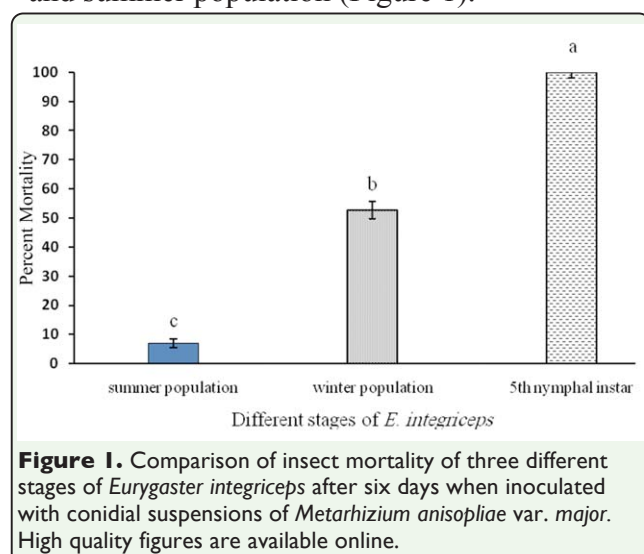 and summer population (Figure 1).
a
100
90
80
70
60
50
40
30
20
10
0
Percent Mortality
b
c
summer population
winter population
5th nymphal instar
Different stages of E. integriceps
Figure 1. Comparison of insect mortality of three different
stages of Eurygaster integriceps after six days when inoculated
with conidial suspensions of Metarhizium anisopliae var. major.
High quality figures are available online.